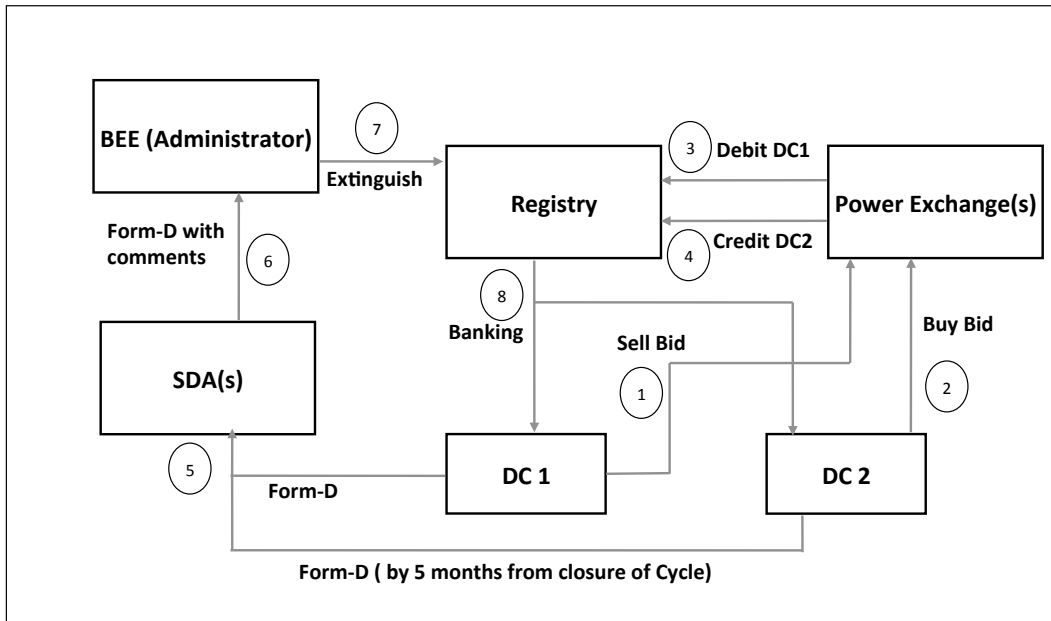 BEE (Administrator)
7
Extinguish
3
Debit DC1
Registry
Power Exchange(s)
4
Credit DC2
Form-D with
comments
6
8
Banking
Sell Bid
Buy Bid
1
2
SDA(s)
5
Form-D
DC 1
DC 2
Form-D ( by 5 months from closure of Cycle)